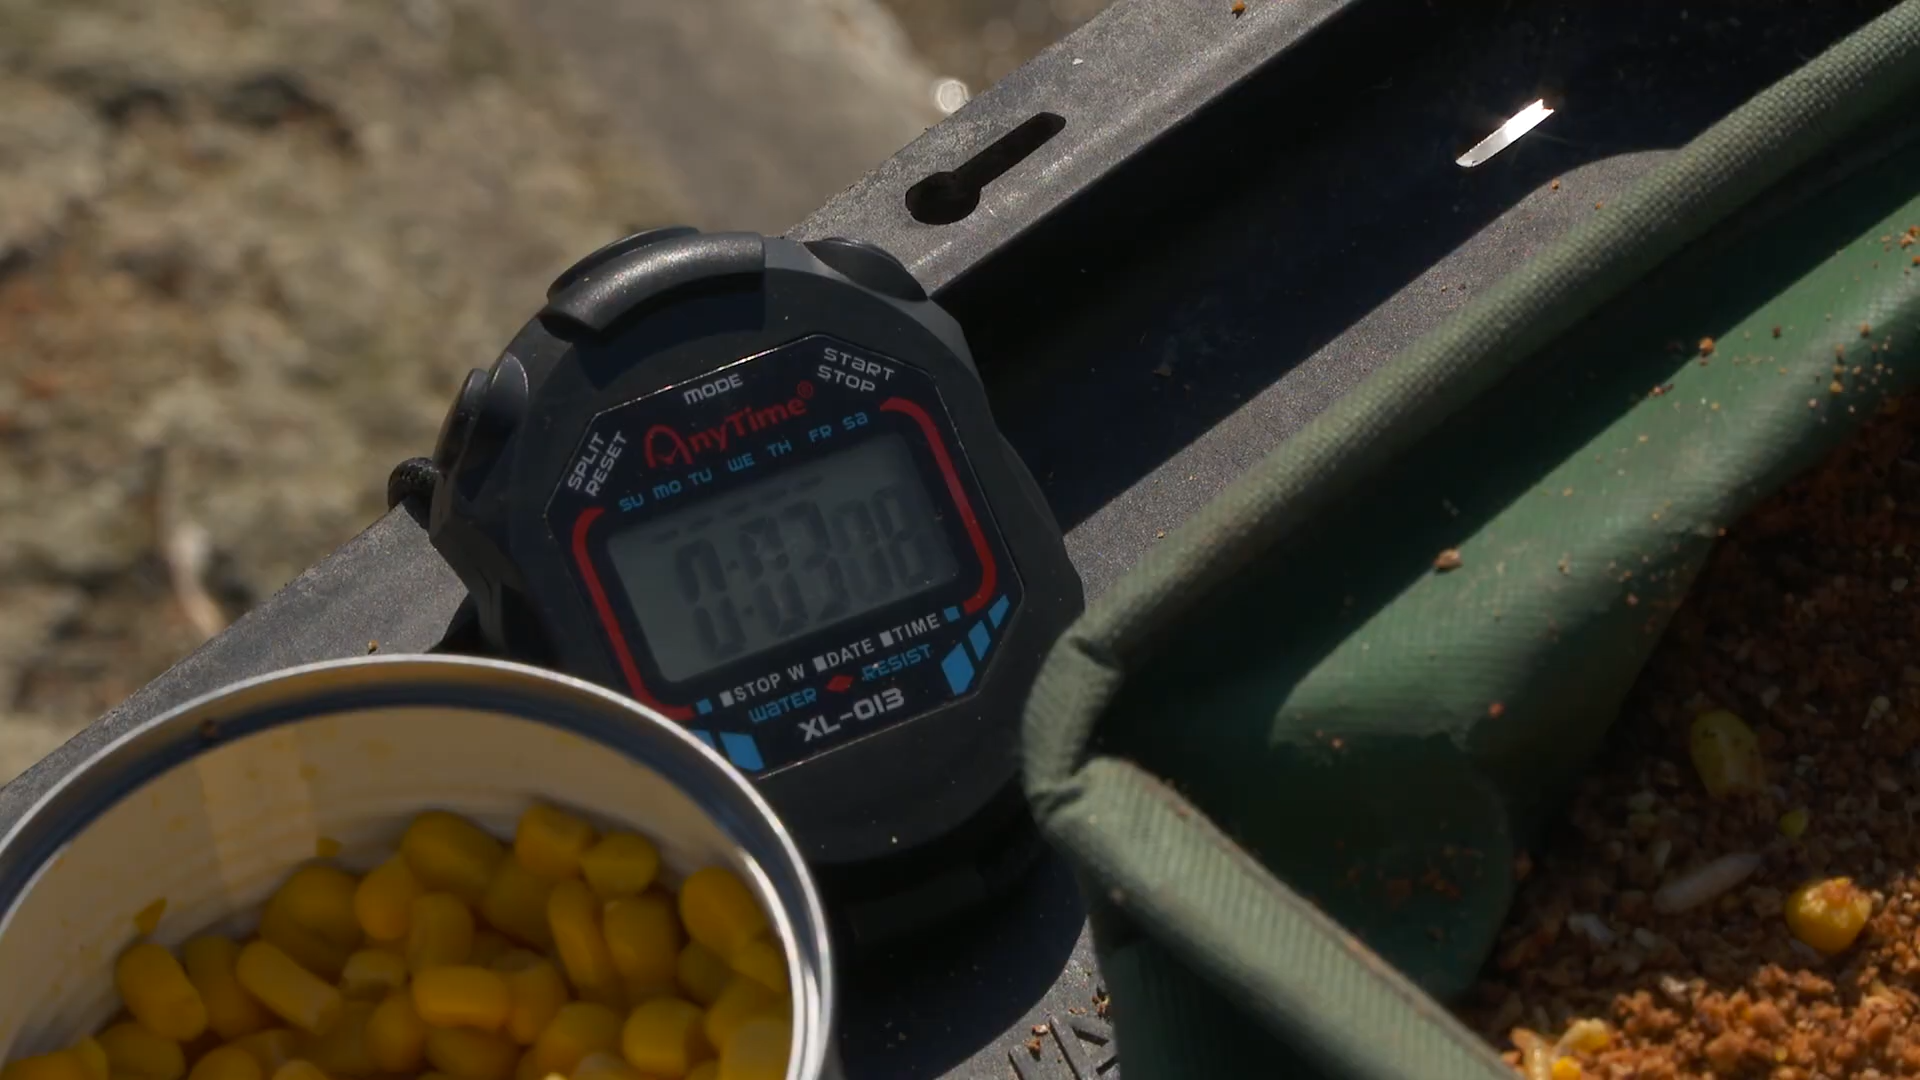 MODE
START
STOP
SPLIT
RESET
AnyTime®
SU MO TU WE TH FR Sa
STOP W DATE TIME
WATER RESIST
XL-013